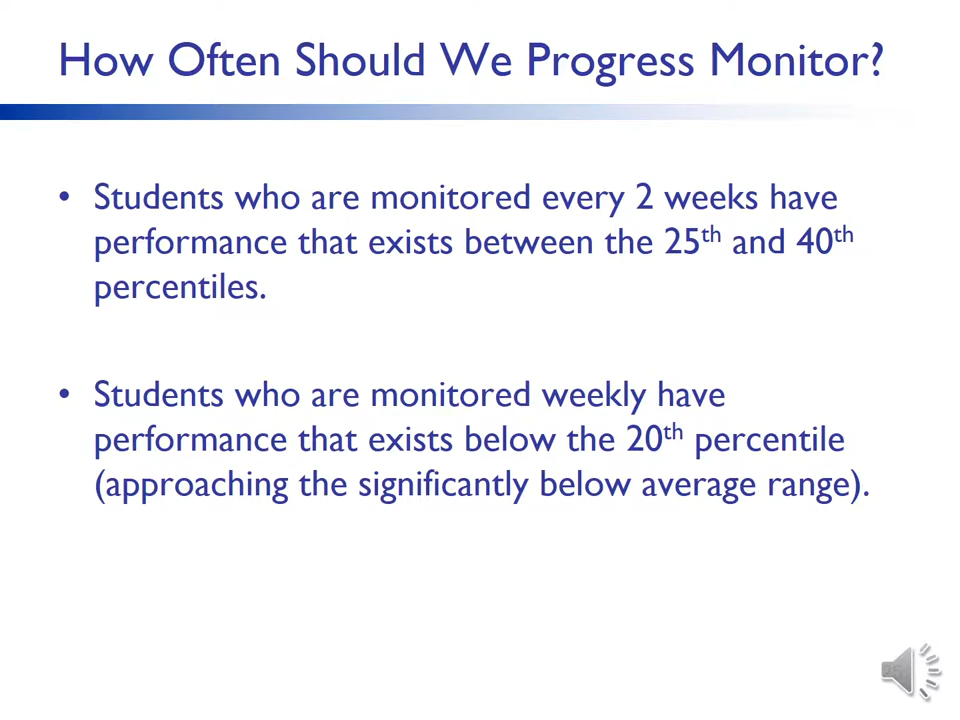 How Often Should We Progress Monitor?
• Students who are monitored every 2 weeks have
performance that exists between the 25th and 40th
percentiles.
• Students who are monitored weekly have
performance that exists below the 20th percentile
(approaching the significantly below average range).